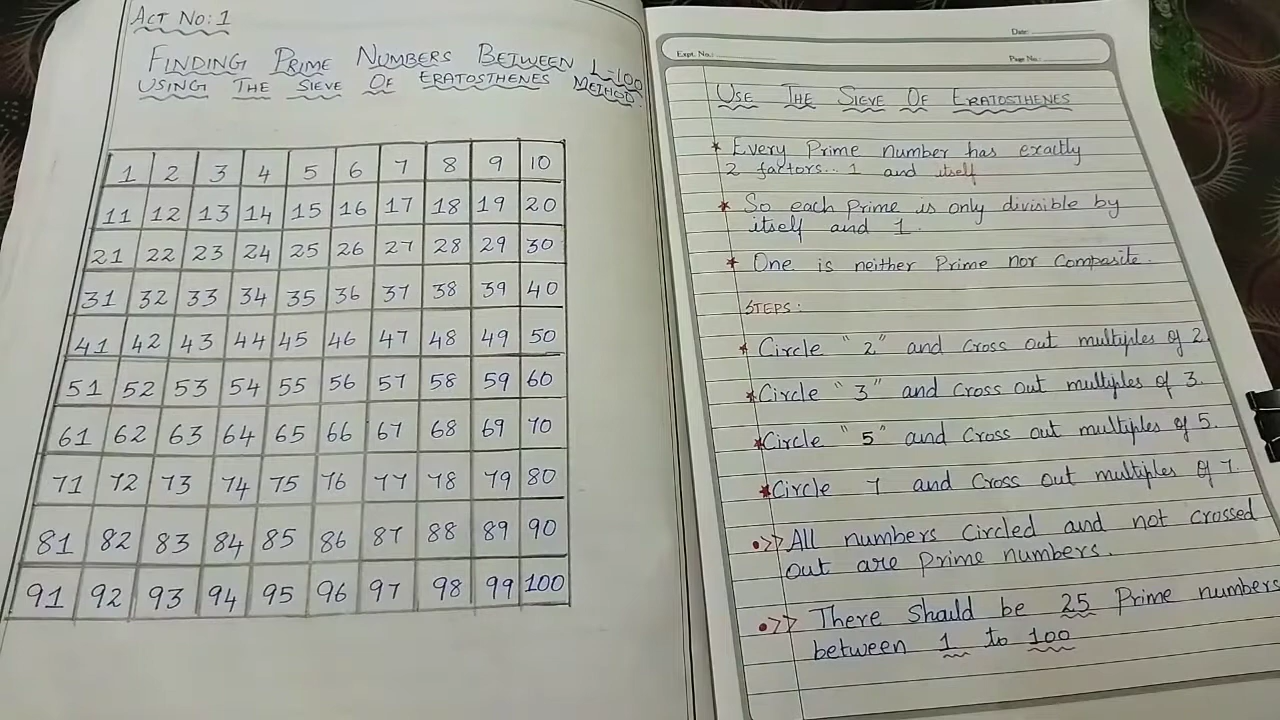 ACT NO: 1
FINDING PRIME NUMBERS BETWEEN 1-100
USING THE SIEVE OF ERATOSTHENES METHOD.
1 2 3 4 5 6 7 8 9 10
11 12 13 14 15 16 17 18 19 20
21 22 23 24 25 26 27 28 29 30
31 32 33 34 35 36 37 38 39 40
41 42 43 44 45 46 47 48 49 50
51 52 53 54 55 56 57 58 59 60
61 62 63 64 65 66 67 68 69 70
71 72 73 74 75 76 77 78 79 80
81 82 83 84 85 86 87 88 89 90
91 92 93 94 95 96 97 98 99 100
Date:
Expt. No.:
Page No.:
USE THE SIEVE OF ERATOSTHENES
* Every Prime number has exactly
2 factors.. 1 and itself
* So each Prime is only divisible by
itself and 1.
* One is neither Prime nor Composite.
STEPS:
* Circle "2" and Cross out multiples of 2.
* Circle "3" and Cross out multiples of 3.
* Circle "5" and Cross out multiples of 5.
* Circle 7 and Cross out multiples of 7.
•>> All numbers Circled and not crossed
out are Prime numbers.
•>> There Should be 25 Prime numbers
between 1 to 100